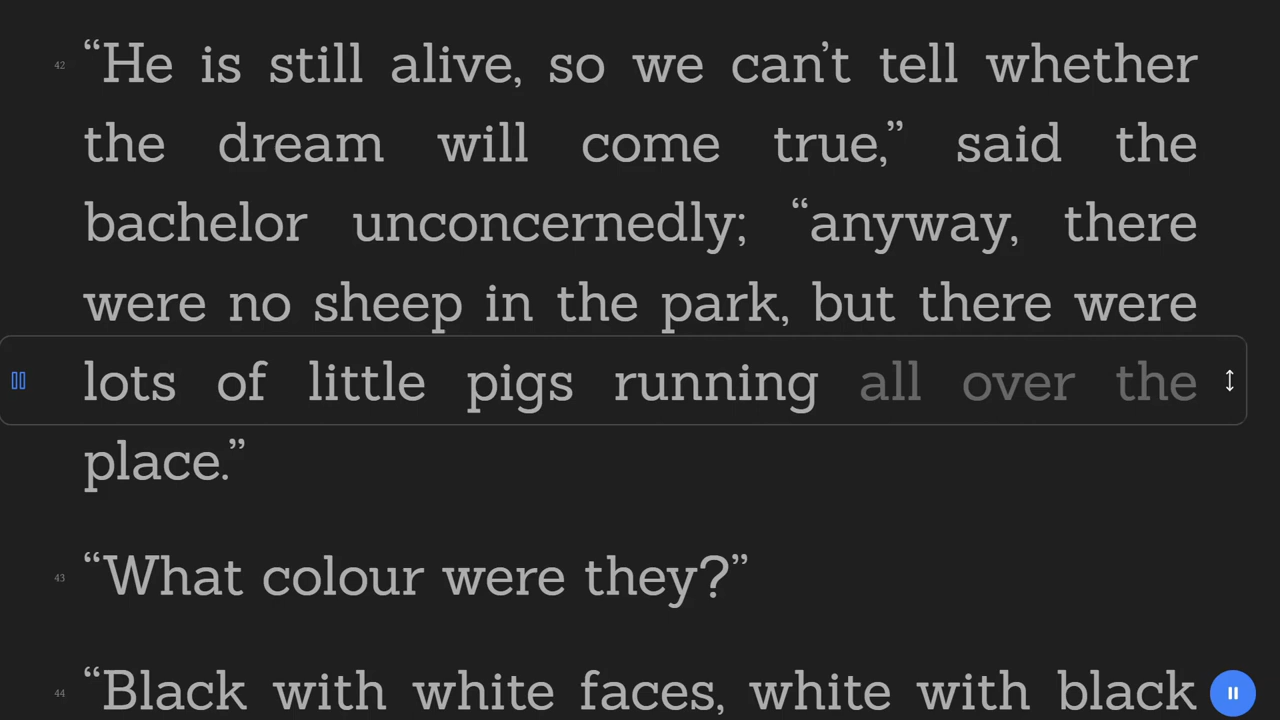 42 “He is still alive, so we can’t tell whether
the dream will come true,” said the
bachelor unconcernedly; “anyway, there
were no sheep in the park, but there were
lots of little pigs running all over the
place.”
43 “What colour were they?”
44 “Black with white faces, white with black